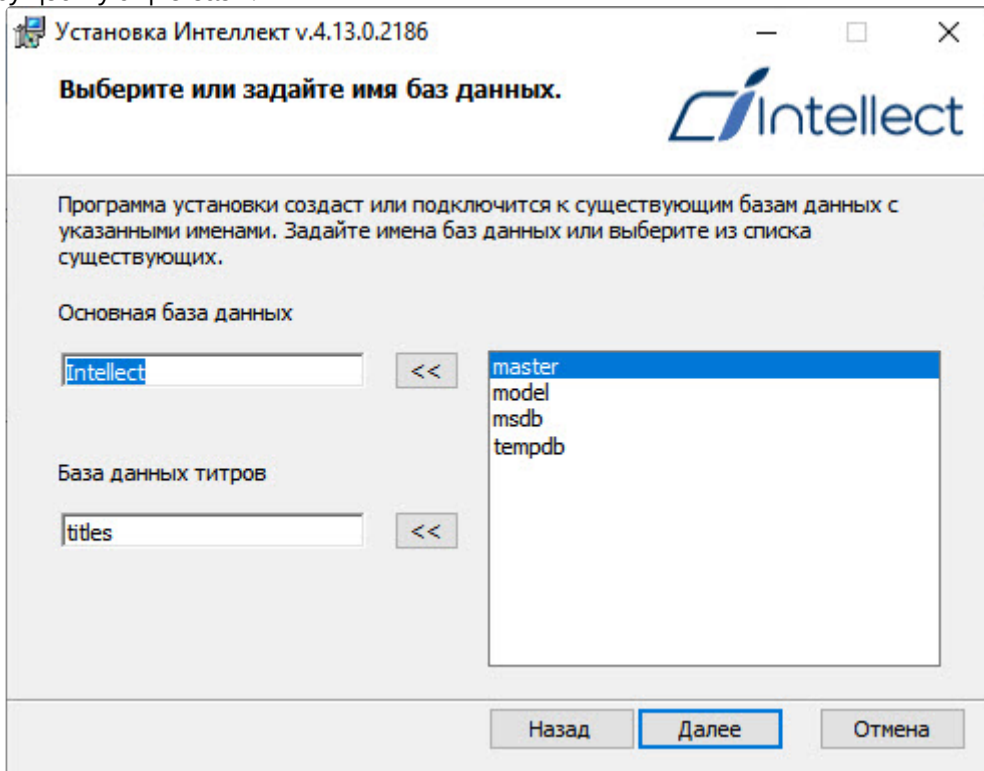 Установка Интеллект v.4.13.0.2186
Выберите или задайте имя баз данных.
Intellect
Программа установки создаст или подключится к существующим базам данных с
указанными именами. Задайте имена баз данных или выберите из списка
существующих.
Основная база данных
Intellect
<<
master
model
msdb
tempdb
База данных титров
titles
<<
Назад
Далее
Отмена